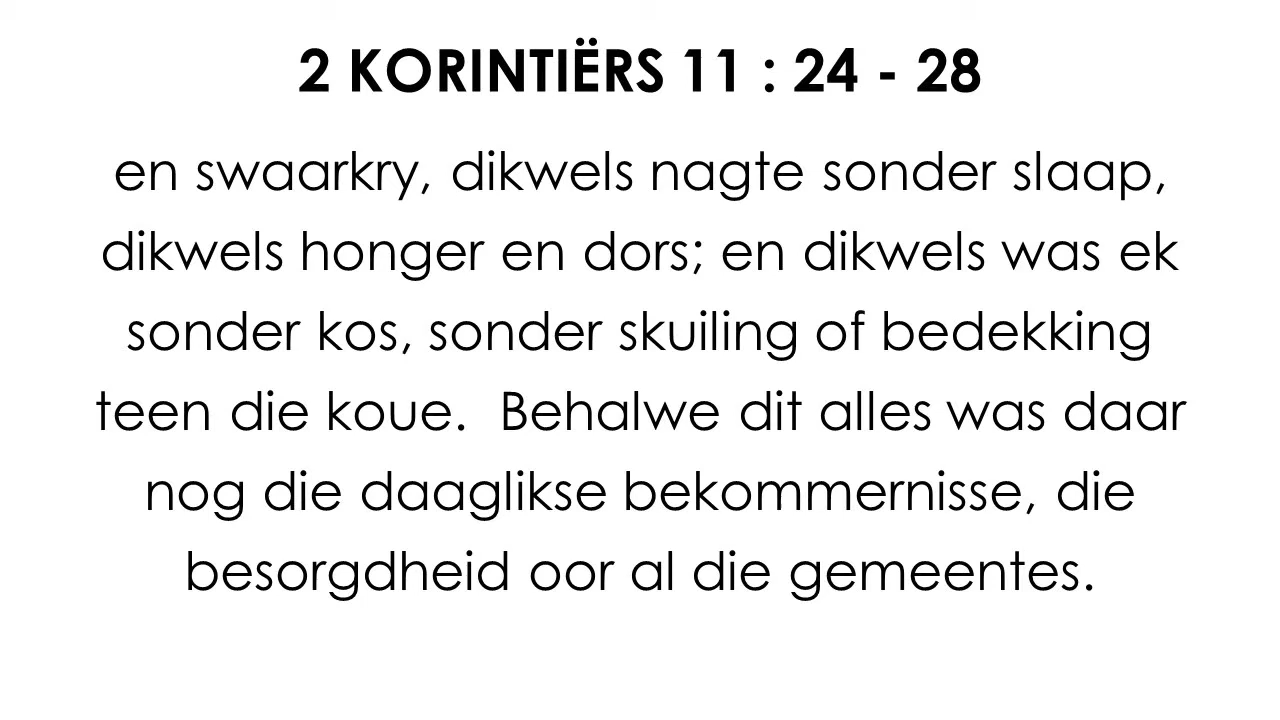 2 KORINTIËRS 11 : 24 - 28
en swaarkry, dikwels nagte sonder slaap,
dikwels honger en dors; en dikwels was ek
sonder kos, sonder skuiling of bedekking
teen die koue.  Behalwe dit alles was daar
nog die daaglikse bekommernisse, die
besorgdheid oor al die gemeentes.